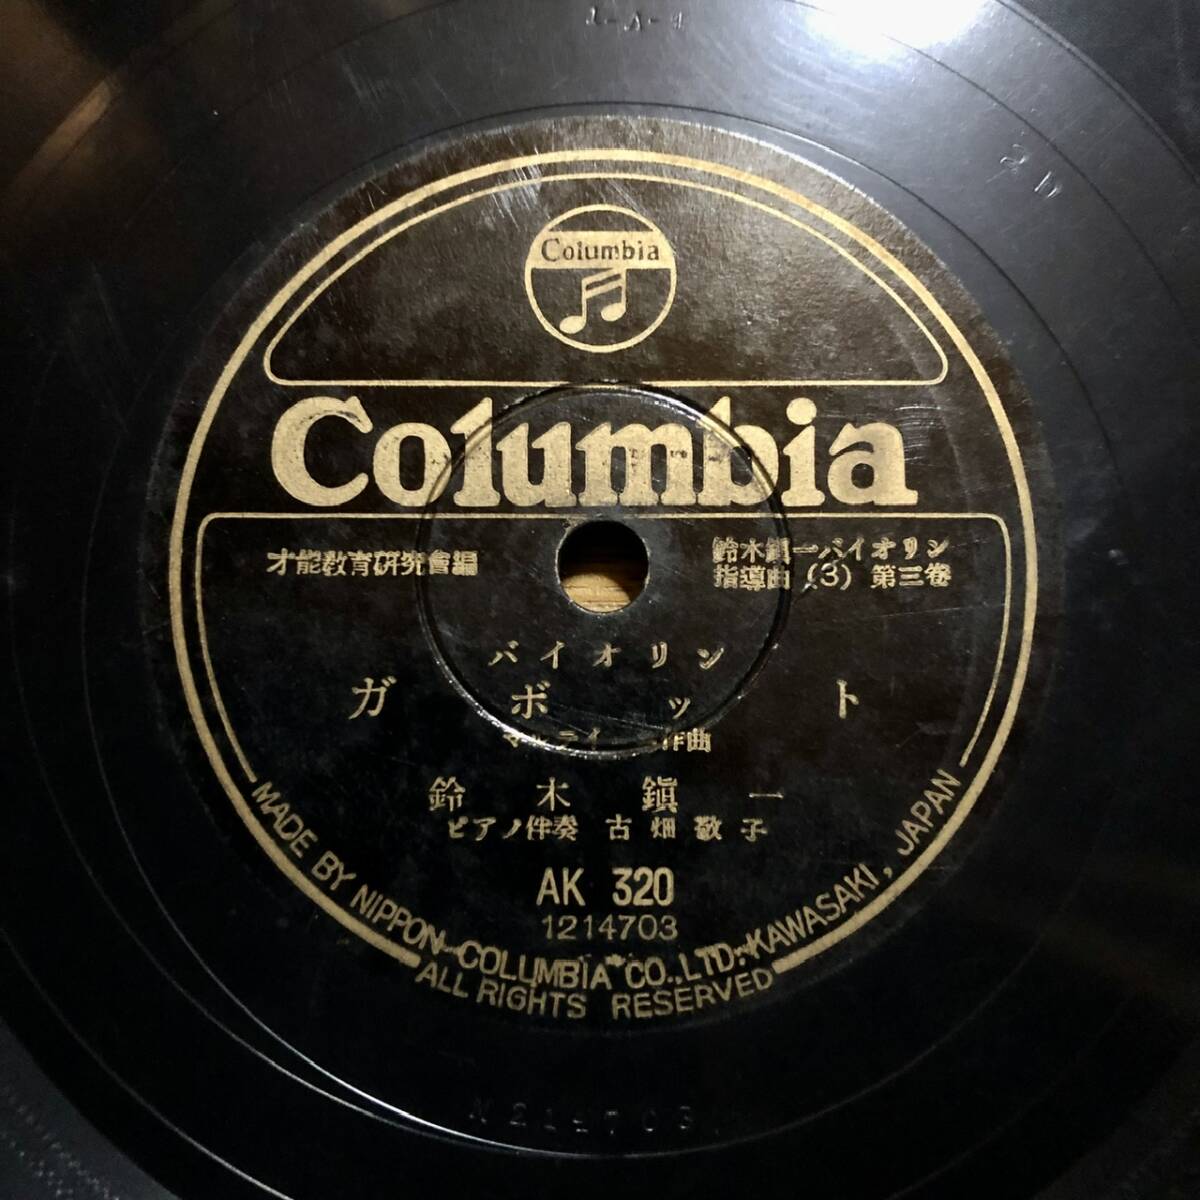 Columbia
Columbia
才能教育研究會編
鈴木鎭一バイオリン
指導曲 (3) 第三巻
バイオリン
ガボット
作曲
鈴木鎭一
ピアノ伴奏 古畑敬子
AK 320
1214703
MADE BY NIPPON-COLUMBIA CO., LTD. KAWASAKI, JAPAN
ALL RIGHTS RESERVED